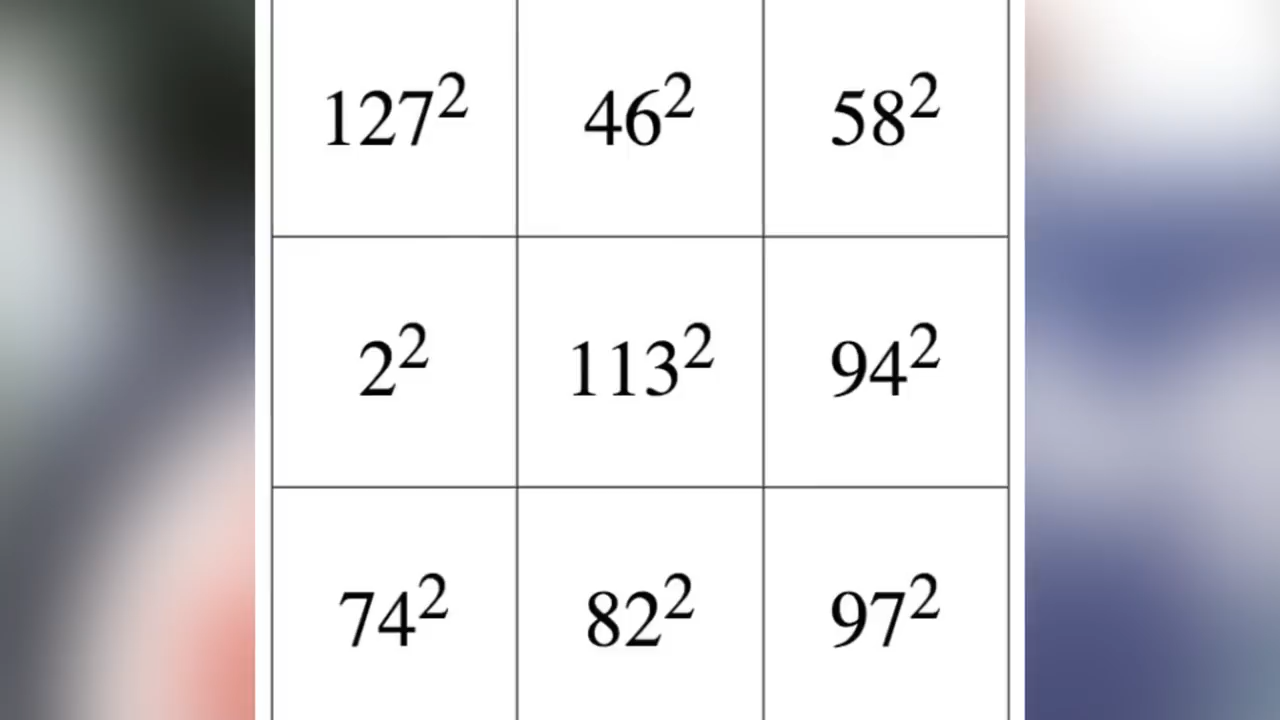 127² 46² 58²
2² 113² 94²
74² 82² 97²